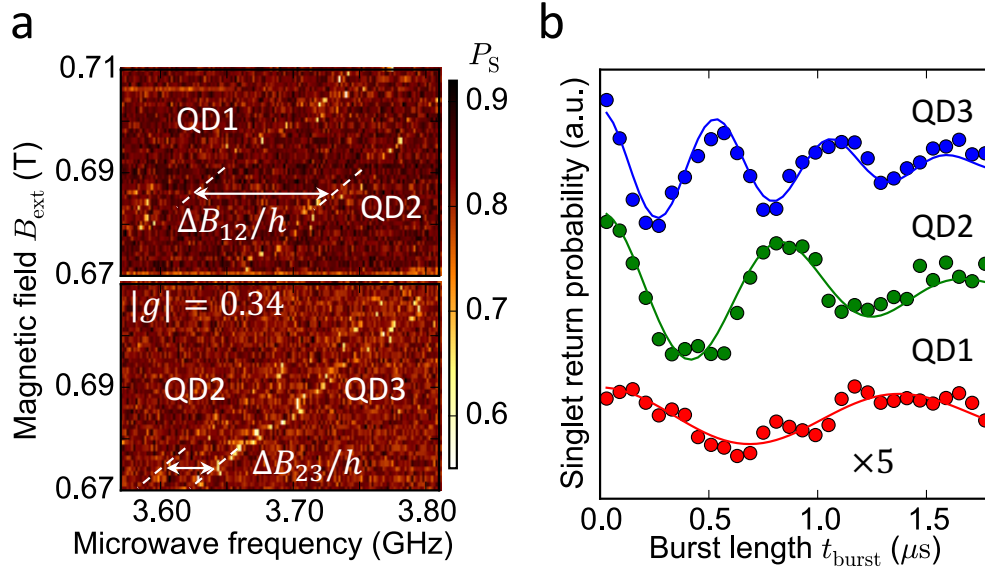 a
b
P_S
0.71
0.9
QD1
QD3
0.69
0.8
QD2
ΔB₁₂/h
QD2
0.67
|g| = 0.34
0.7
0.69
QD2
QD3
QD1
0.6
ΔB₂₃/h
×5
0.67
3.60
3.70
3.80
0.0
0.5
1.0
1.5
Magnetic field B_ext (T)
Microwave frequency (GHz)
Singlet return probability (a.u.)
Burst length t_burst (μs)